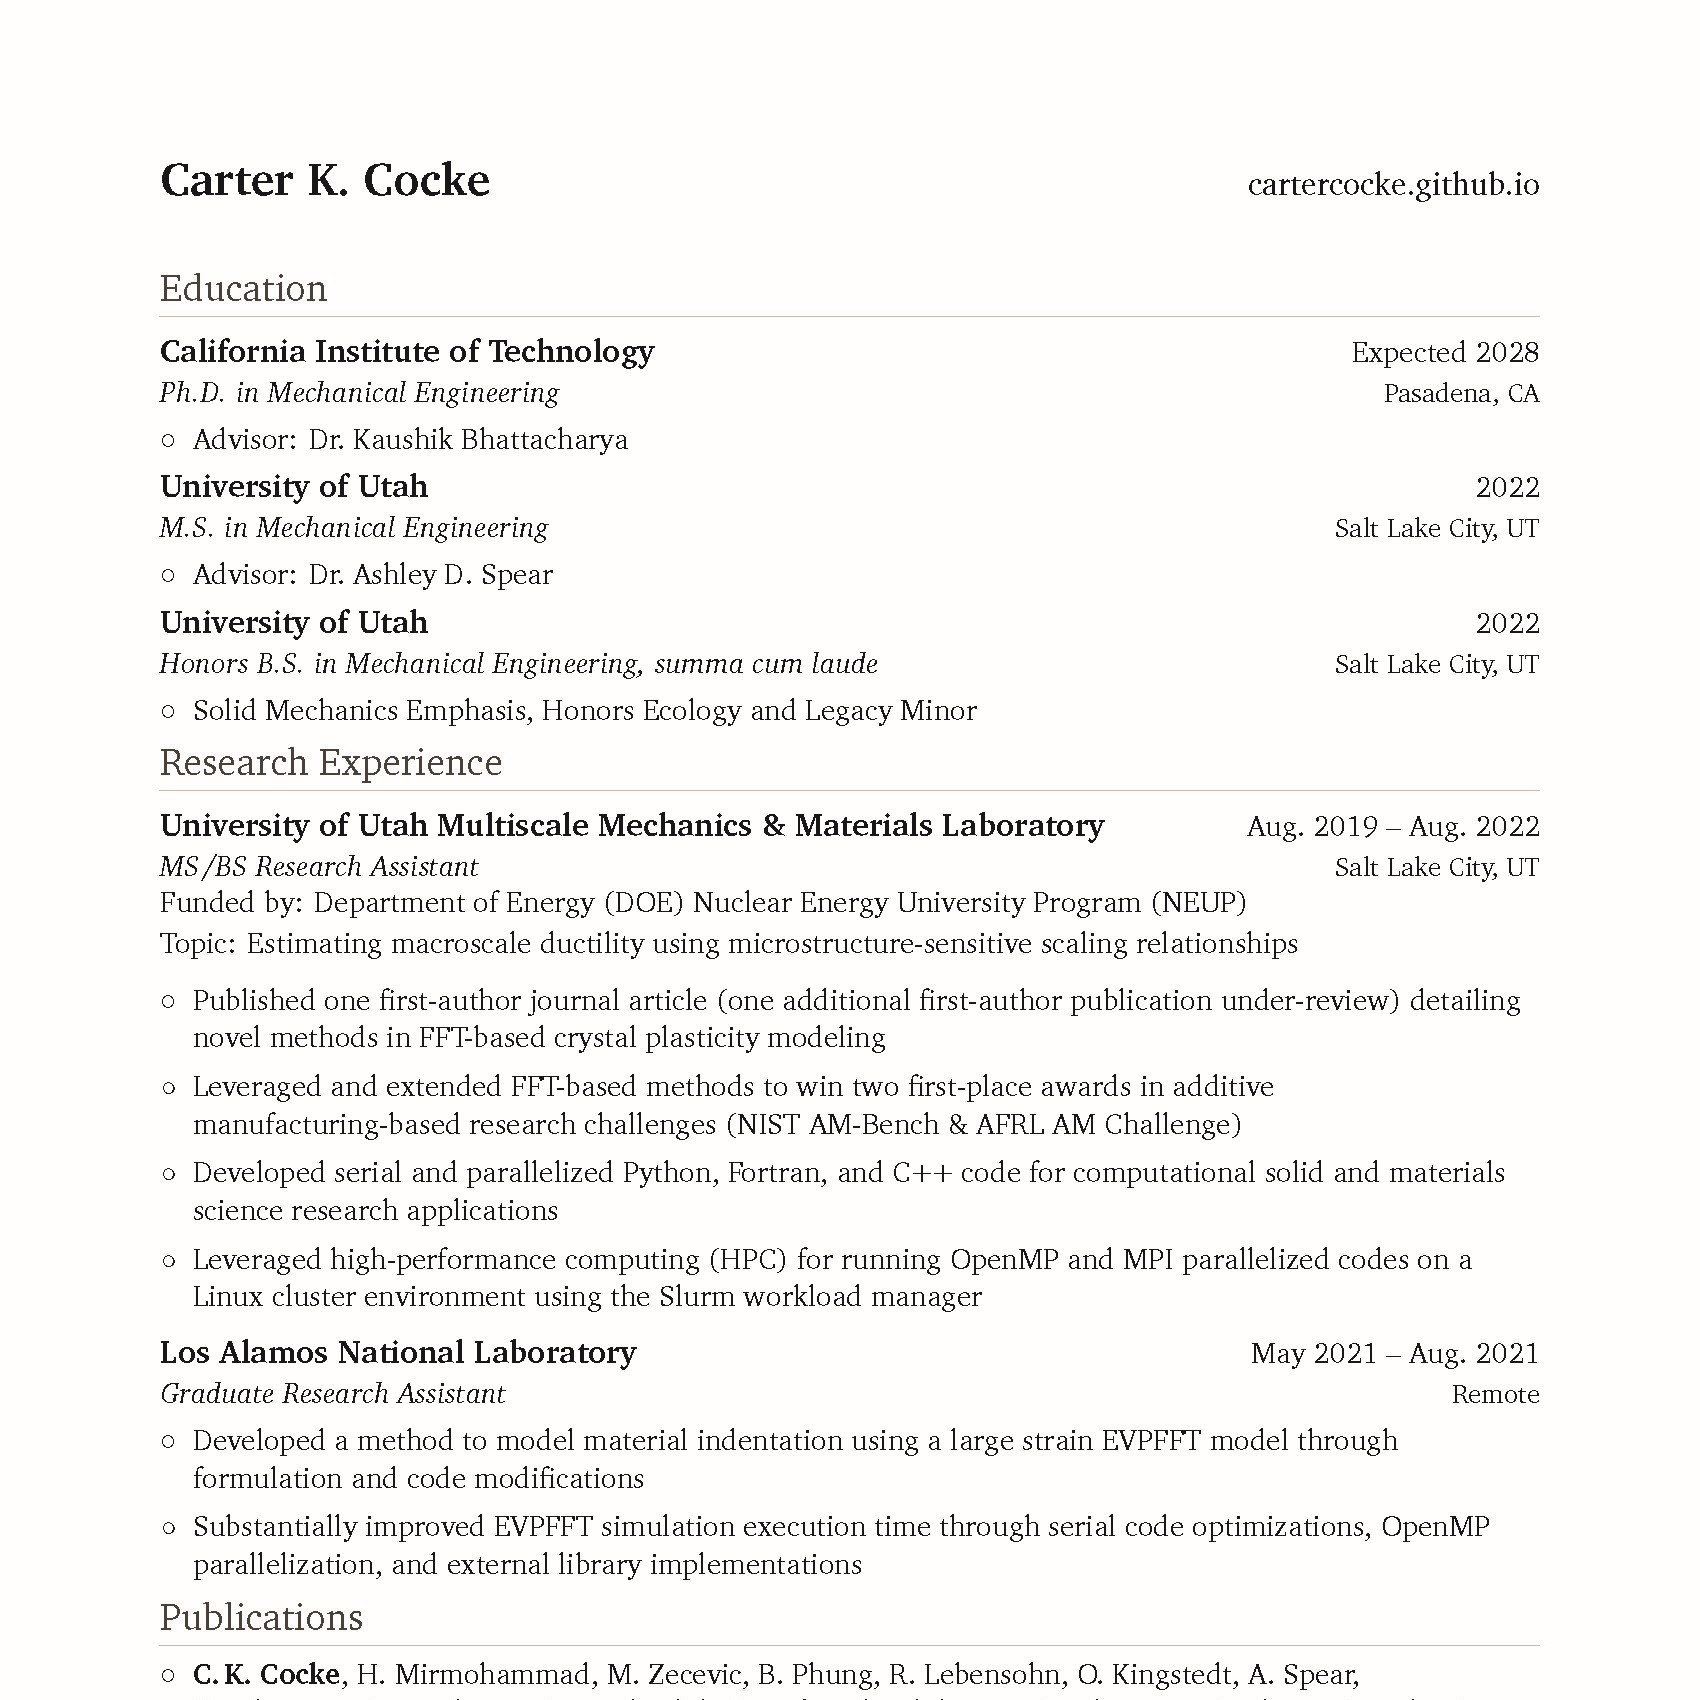 Carter K. Cocke
cartercocke.github.io
Education
California Institute of Technology
Expected 2028
Ph.D. in Mechanical Engineering
Pasadena, CA
○ Advisor: Dr. Kaushik Bhattacharya
University of Utah
2022
M.S. in Mechanical Engineering
Salt Lake City, UT
○ Advisor: Dr. Ashley D. Spear
University of Utah
2022
Honors B.S. in Mechanical Engineering, summa cum laude
Salt Lake City, UT
○ Solid Mechanics Emphasis, Honors Ecology and Legacy Minor
Research Experience
University of Utah Multiscale Mechanics & Materials Laboratory
Aug. 2019 – Aug. 2022
MS/BS Research Assistant
Salt Lake City, UT
Funded by: Department of Energy (DOE) Nuclear Energy University Program (NEUP)
Topic: Estimating macroscale ductility using microstructure-sensitive scaling relationships
○ Published one first-author journal article (one additional first-author publication under-review) detailing
novel methods in FFT-based crystal plasticity modeling
○ Leveraged and extended FFT-based methods to win two first-place awards in additive
manufacturing-based research challenges (NIST AM-Bench & AFRL AM Challenge)
○ Developed serial and parallelized Python, Fortran, and C++ code for computational solid and materials
science research applications
○ Leveraged high-performance computing (HPC) for running OpenMP and MPI parallelized codes on a
Linux cluster environment using the Slurm workload manager
Los Alamos National Laboratory
May 2021 – Aug. 2021
Graduate Research Assistant
Remote
○ Developed a method to model material indentation using a large strain EVPFFT model through
formulation and code modifications
○ Substantially improved EVPFFT simulation execution time through serial code optimizations, OpenMP
parallelization, and external library implementations
Publications
○ C. K. Cocke, H. Mirmohammad, M. Zecevic, B. Phung, R. Lebensohn, O. Kingstedt, A. Spear,